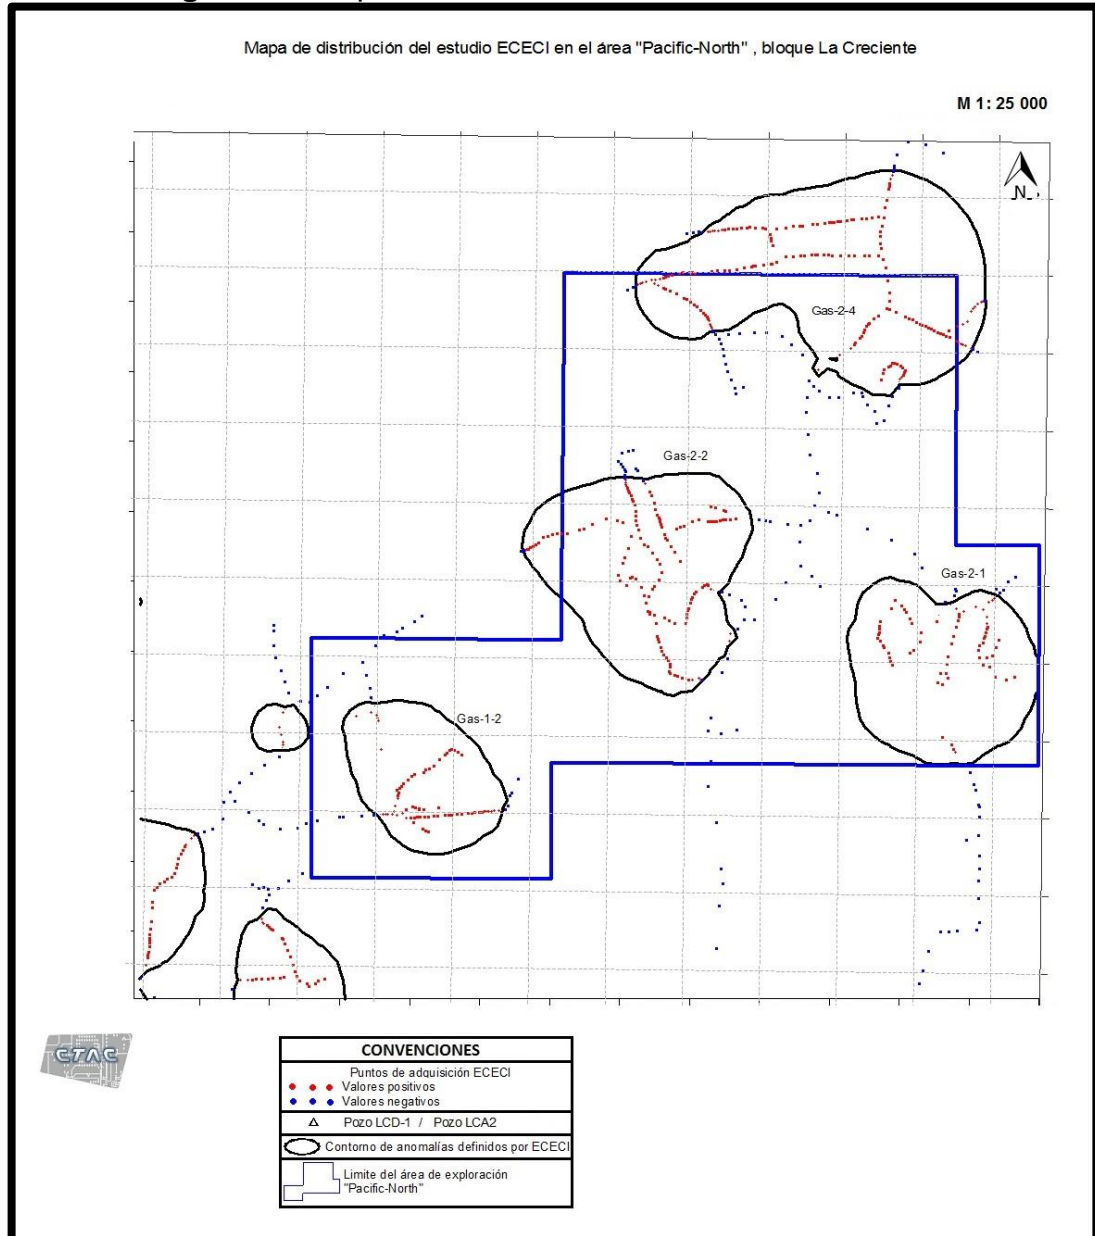 Mapa de distribución del estudio ECECI en el área "Pacific-North" , bloque La Creciente
M 1: 25 000
N
Gas-2-4
Gas-2-2
Gas-2-1
Gas-1-2
CTAC
CONVENCIONES
Puntos de adquisición ECECI
Valores positivos
Valores negativos
Pozo LCD-1 / Pozo LCA2
Contorno de anomalías definidos por ECECI
Limite del área de exploración
"Pacific-North"